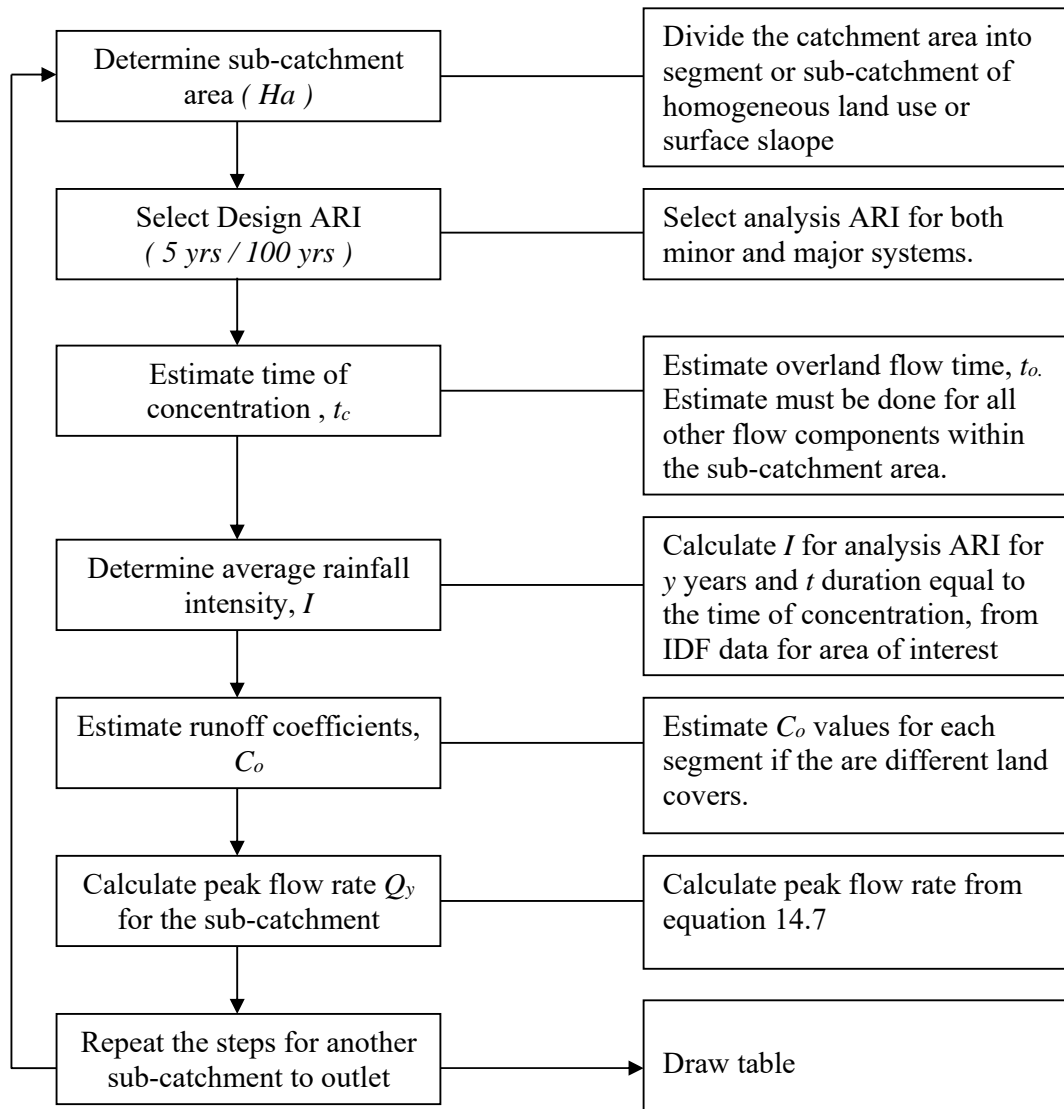 Determine sub-catchment
area ( Ha )
Divide the catchment area into
segment or sub-catchment of
homogeneous land use or
surface slaope
Select Design ARI
( 5 yrs / 100 yrs )
Select analysis ARI for both
minor and major systems.
Estimate time of
concentration , tc
Estimate overland flow time, to.
Estimate must be done for all
other flow components within
the sub-catchment area.
Determine average rainfall
intensity, I
Calculate I for analysis ARI for
y years and t duration equal to
the time of concentration, from
IDF data for area of interest
Estimate runoff coefficients,
Co
Estimate Co values for each
segment if the are different land
covers.
Calculate peak flow rate Qy
for the sub-catchment
Calculate peak flow rate from
equation 14.7
Repeat the steps for another
sub-catchment to outlet
Draw table